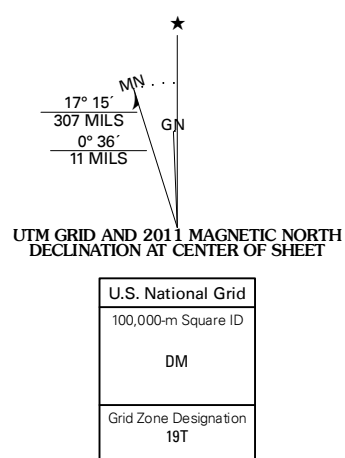 ★
MN
17° 15´
307 MILS
GN
0° 36´
11 MILS
UTM GRID AND 2011 MAGNETIC NORTH
DECLINATION AT CENTER OF SHEET
U.S. National Grid
100,000-m Square ID
DM
Grid Zone Designation
19T